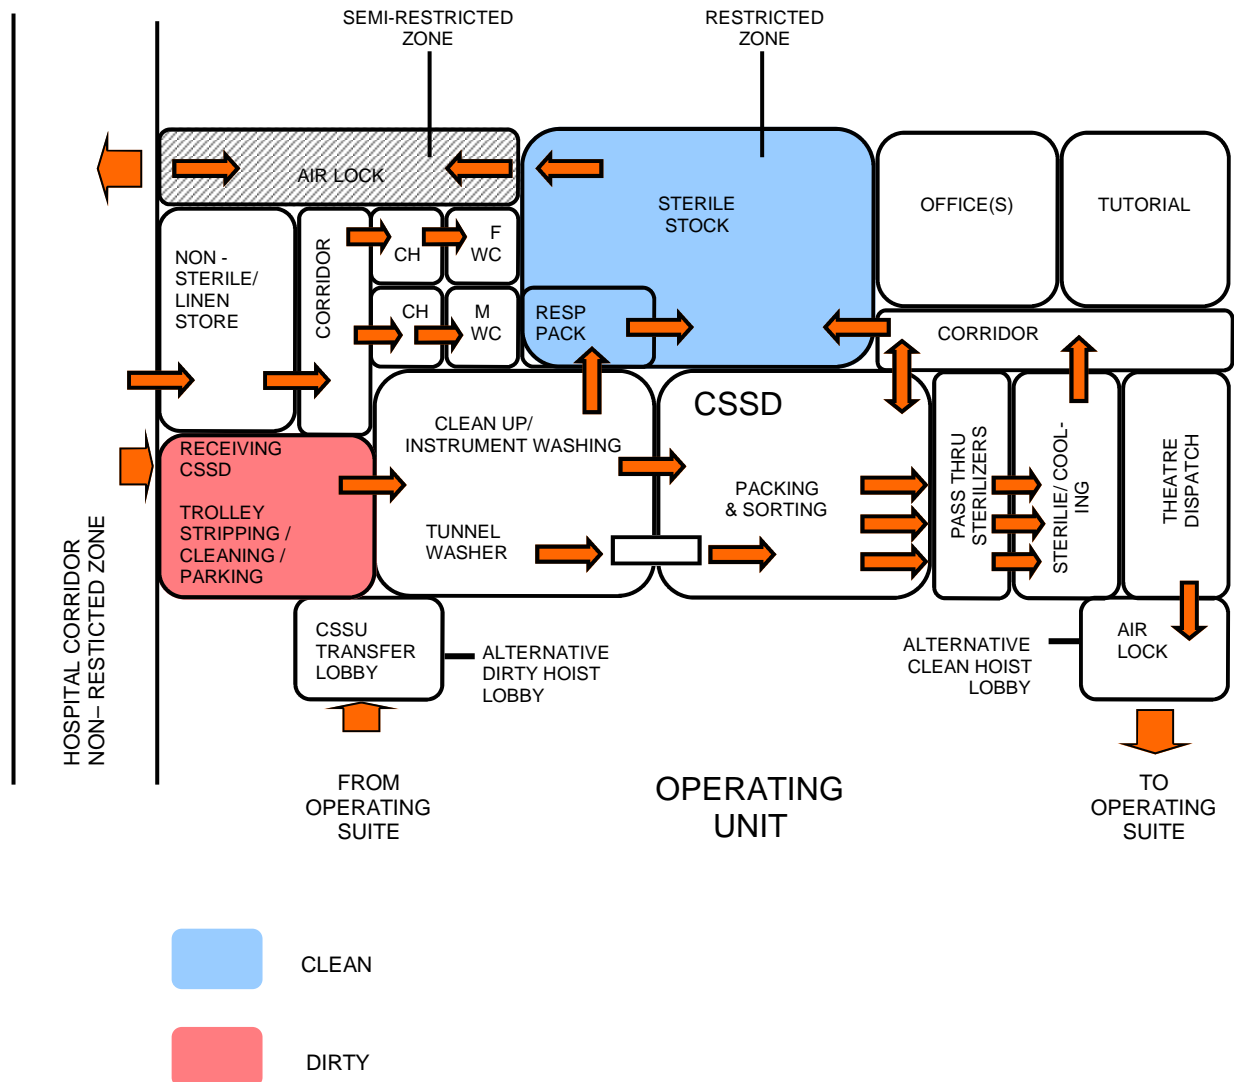 SEMI-RESTRICTED
ZONE
RESTRICTED
ZONE
AIR LOCK
STERILE
STOCK
OFFICE(S)
TUTORIAL
NON -
STERILE/
LINEN
STORE
CORRIDOR
CH
F
WC
CH
M
WC
RESP
PACK
CORRIDOR
RECEIVING
CSSD
TROLLEY
STRIPPING /
CLEANING /
PARKING
CLEAN UP/
INSTRUMENT WASHING
TUNNEL
WASHER
CSSD
PACKING
& SORTING
PASS THRU
STERILIZERS
STERILIE/ COOL-
ING
THEATRE
DISPATCH
HOSPITAL CORRIDOR
NON– RESTICTED ZONE
CSSU
TRANSFER
LOBBY
ALTERNATIVE
DIRTY HOIST
LOBBY
ALTERNATIVE
CLEAN HOIST
LOBBY
AIR
LOCK
FROM
OPERATING
SUITE
OPERATING
UNIT
TO
OPERATING
SUITE
CLEAN
DIRTY